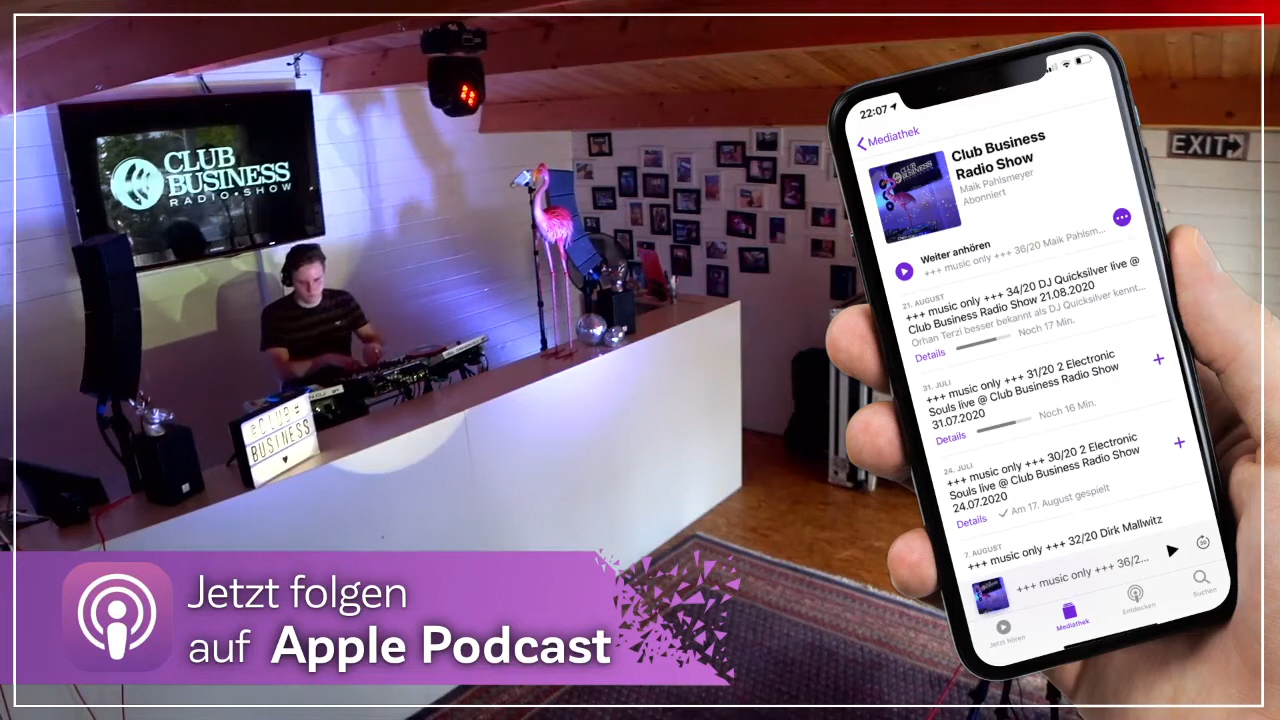 CLUB
BUSINESS
RADIO•SHOW
#CLUB#
BUSINESS
♥
EXIT
22:07
Mediathek
Club Business
Radio Show
Maik Pahlsmeyer
Abonniert
Weiter anhören
+++ music only +++ 36/20 Maik Pahlsm...
21. AUGUST
+++ music only +++ 34/20 DJ Quicksilver live @
Club Business Radio Show 21.08.2020
Orhan Terzi besser bekannt als DJ Quicksilver kennt...
Details Noch 17 Min.
31. JULI
+++ music only +++ 31/20 2 Electronic
Souls live @ Club Business Radio Show
31.07.2020
Details Noch 16 Min.
24. JULI
+++ music only +++ 30/20 2 Electronic
Souls live @ Club Business Radio Show
24.07.2020
Details Am 17. August gespielt
7. AUGUST
+++ music only +++ 32/20 Dirk Mallwitz
+++ music only +++ 36/2...
30
Jetzt hören Mediathek Entdecken Suchen
Jetzt folgen
auf Apple Podcast